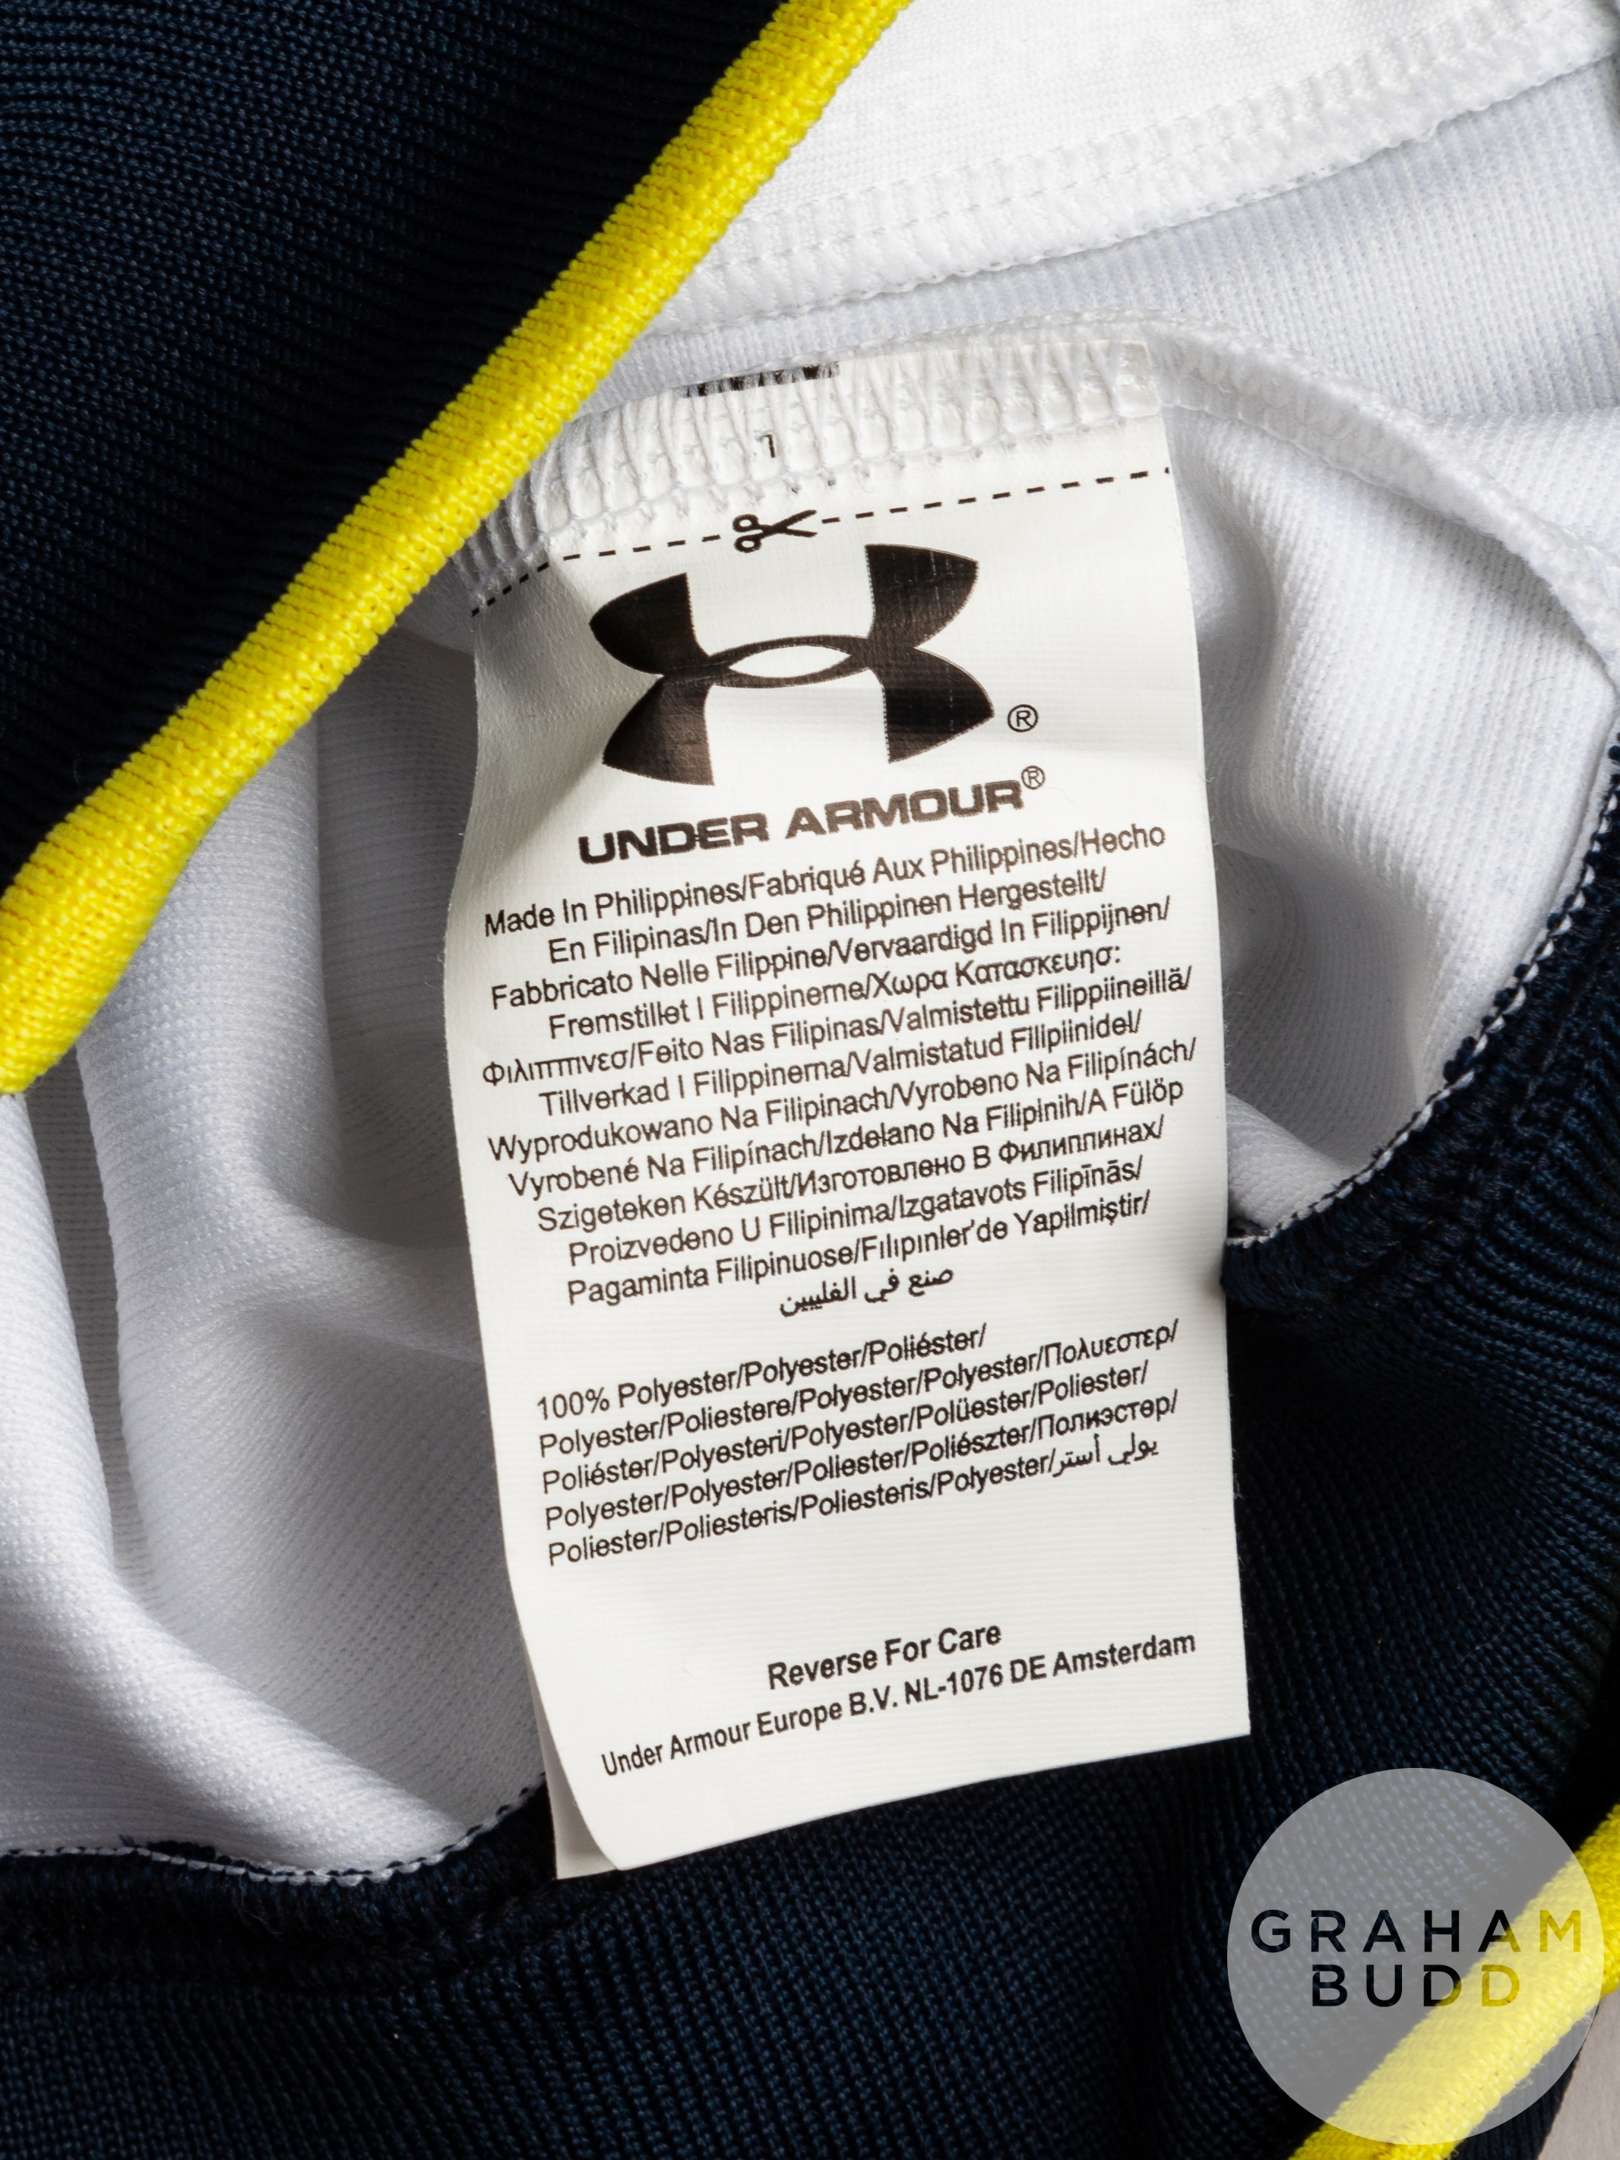 UNDER ARMOUR®
Made In Philippines/Fabriqué Aux Philippines/Hecho
En Filipinas/In Den Philippinen Hergestellt/
Fabbricato Nelle Filippine/Vervaardigd In Filippijnen/
Fremstillet I Filippinerne/Χωρα Κατασκευησ:
Φιλιππινεσ/Feito Nas Filipinas/Valmistettu Filippiineillä/
Tillverkad I Filippinerna/Valmistatud Filipiinidel/
Wyprodukowano Na Filipinach/Vyrobeno Na Filipínách/
Vyrobené Na Filipínach/Izdelano Na Filipinih/A Fülöp
Szigeteken Készült/Изготовлено В Филиппинах/
Proizvedeno U Filipinima/Izgatavots Filipīnās/
Pagaminta Filipinuose/Fılıpınler'de Yapilmiştir/
صنع في الفليبين
100% Polyester/Polyester/Poliéster/
Polyester/Poliestere/Polyester/Polyester/Πολυεστερ/
Poliéster/Polyesteri/Polyester/Polüester/Poliester/
Polyester/Polyester/Poliester/Poliészter/Полиэстер/
Poliester/Poliesteris/Poliesteris/Polyester/يولي أستر
Reverse For Care
Under Armour Europe B.V. NL-1076 DE Amsterdam
GRAHAM
BUDD